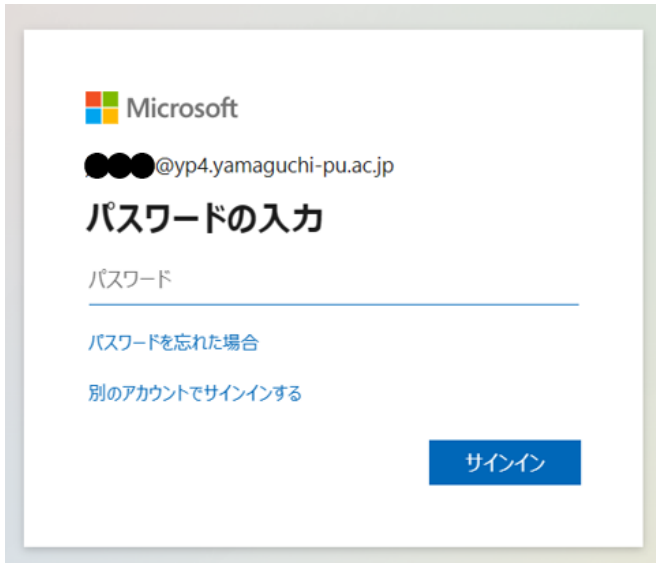 Microsoft
@yp4.yamaguchi-pu.ac.jp
パスワードの入力
パスワード
パスワードを忘れた場合
別のアカウントでサインインする
サインイン